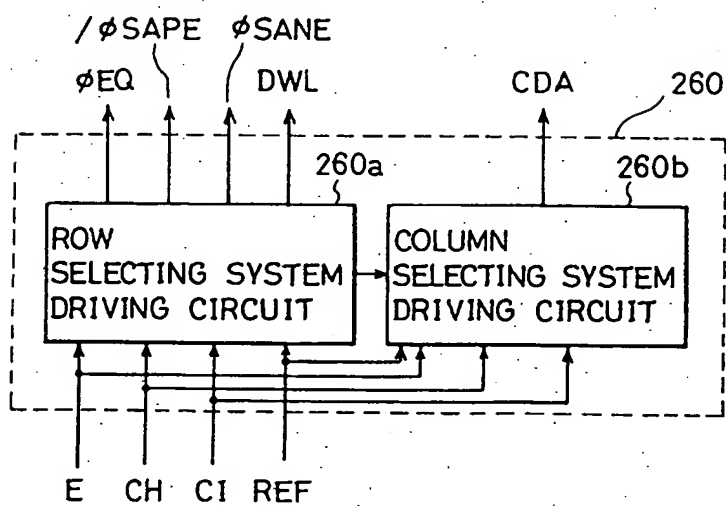 /φSAPE φSANE
φEQ DWL CDA 260
260a 260b
ROW
SELECTING SYSTEM
DRIVING CIRCUIT
COLUMN
SELECTING SYSTEM
DRIVING CIRCUIT
E CH CI REF